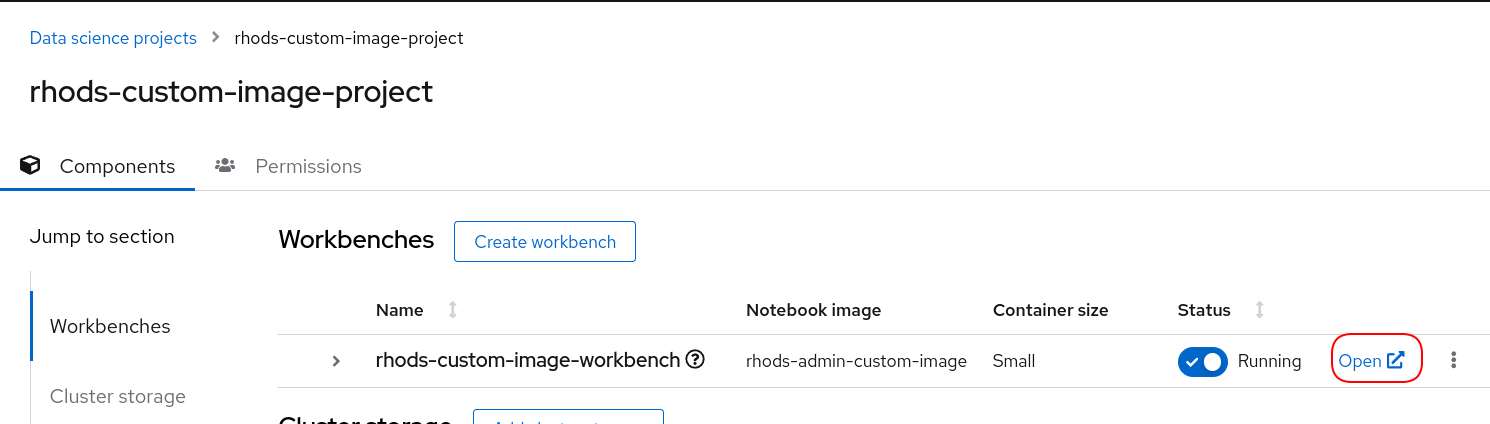 Data science projects > rhods-custom-image-project
rhods-custom-image-project
Components Permissions
Jump to section
Workbenches
Cluster storage
Workbenches Create workbench
Name Notebook image Container size Status
rhods-custom-image-workbench rhods-admin-custom-image Small Running Open
Cluster storage